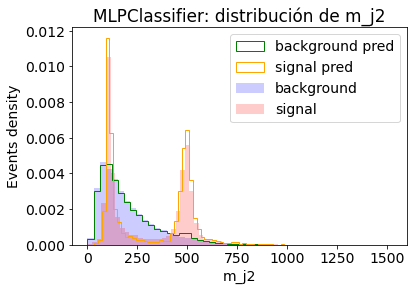 MLPClassifier: distribución de m_j2
0.012
0.010
0.008
0.006
0.004
0.002
0.000
Events density
background pred
signal pred
background
signal
0 250 500 750 1000 1250 1500
m_j2